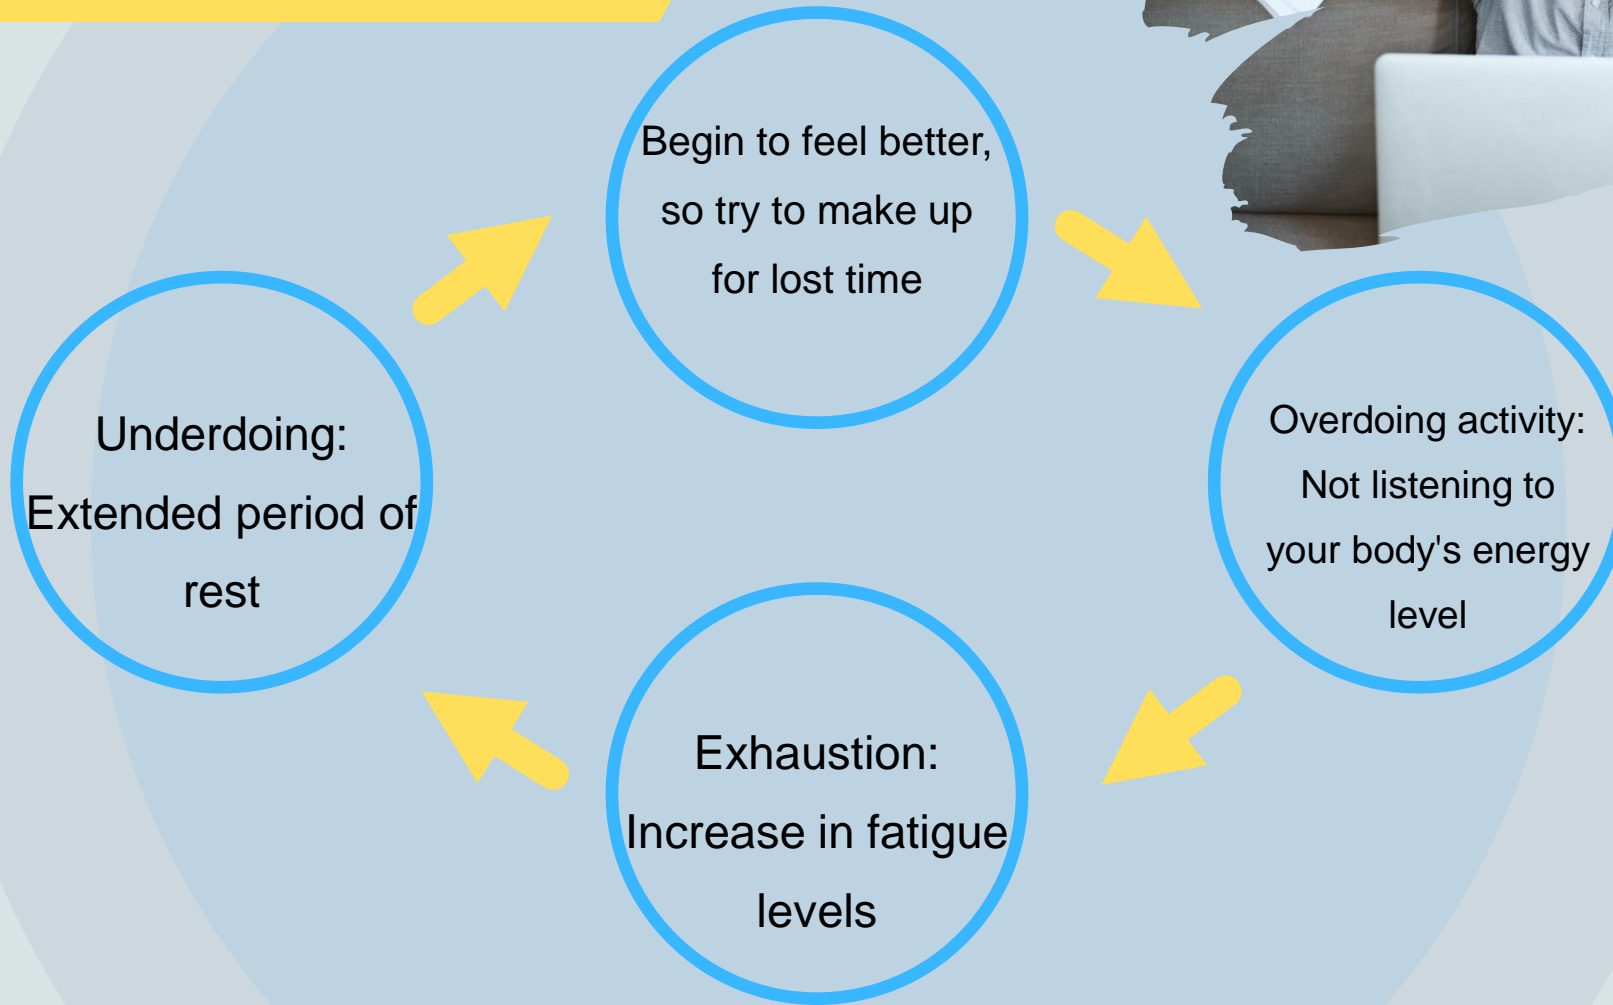 Begin to feel better,
so try to make up
for lost time
Overdoing activity:
Not listening to
your body's energy
level
Exhaustion:
Increase in fatigue
levels
Underdoing:
Extended period of
rest